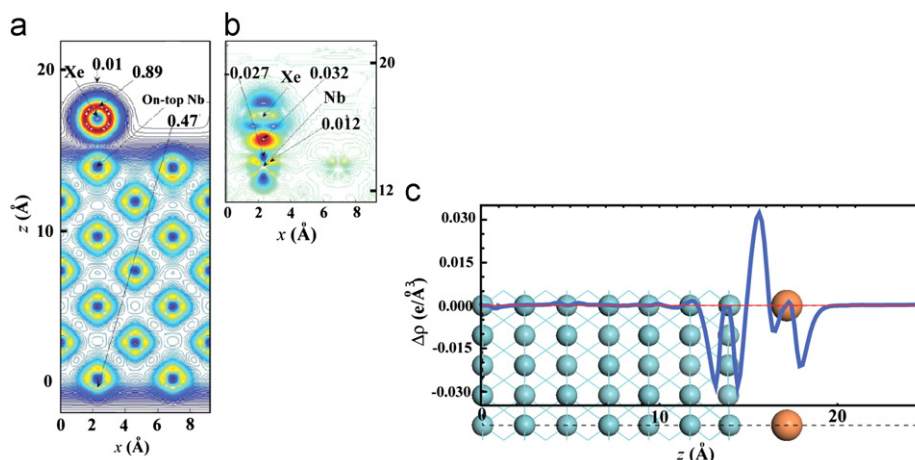 a
20
10
0
z (Å)
0.01
Xe
0.89
On-top Nb
0.47
0 2 4 6 8
x (Å)
b
20
12
-0.027
Xe
0.032
Nb
0.012
0 2 4 6 8
x (Å)
c
0.030
0.015
0.000
-0.015
-0.030
Δρ (e/Å³)
0 10 20
z (Å)